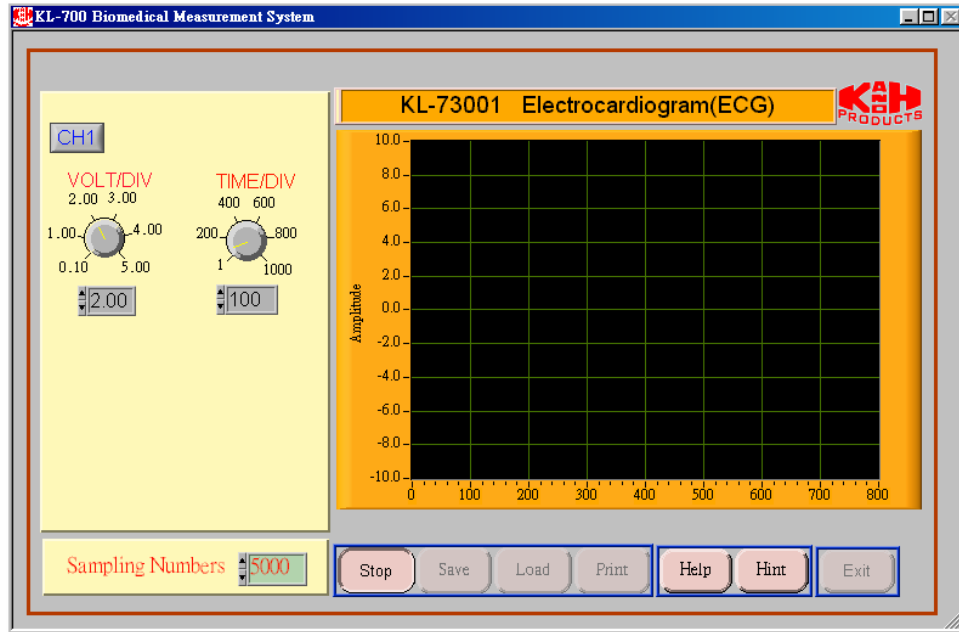 KL-700 Biomedical Measurement System
KL-73001 Electrocardiogram(ECG)
K AND H
PRODUCTS
CH1
VOLT/DIV
2.00 3.00
1.00 4.00
0.10 5.00
2.00
TIME/DIV
400 600
200 800
1 1000
100
Amplitude
10.0
8.0
6.0
4.0
2.0
0.0
-2.0
-4.0
-6.0
-8.0
-10.0
0 100 200 300 400 500 600 700 800
Sampling Numbers 5000
Stop Save Load Print Help Hint Exit